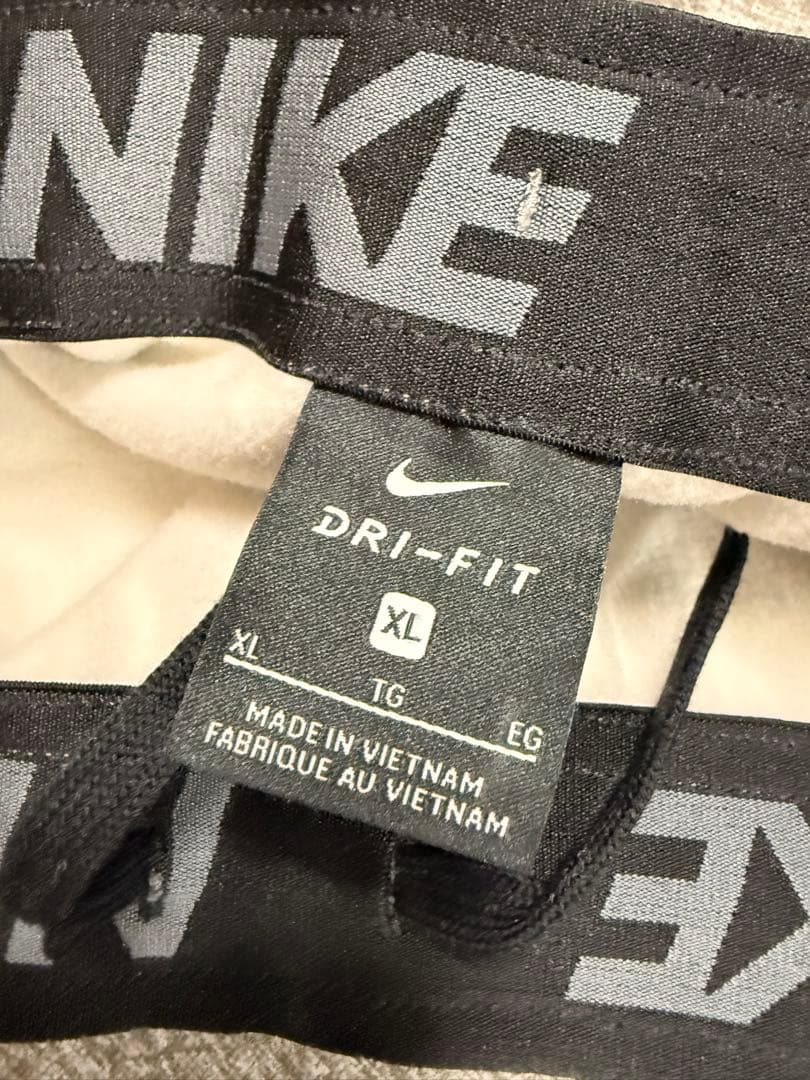 NIKE
DRI-FIT
XL
XL TG EG
MADE IN VIETNAM
FABRIQUE AU VIETNAM